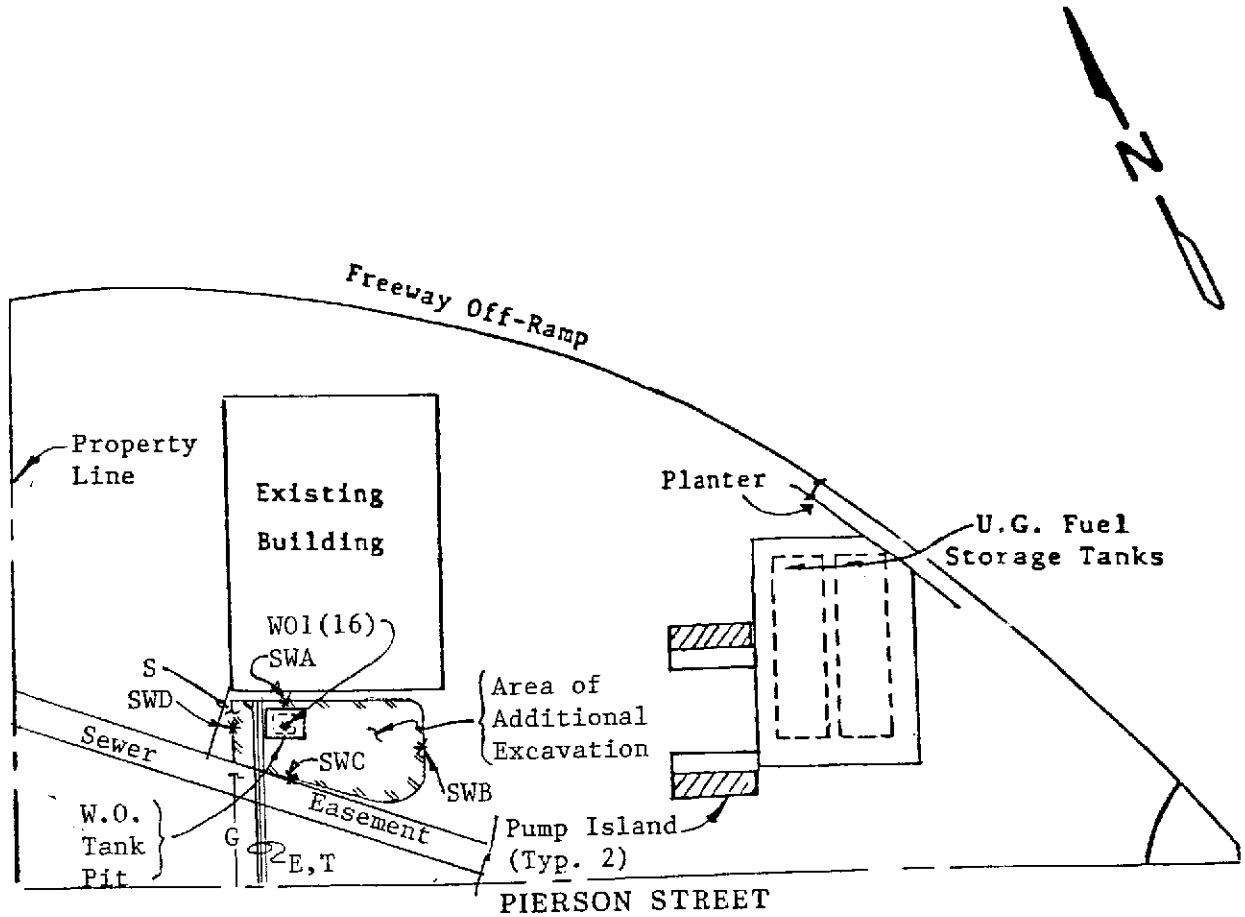 N
Freeway Off-Ramp
Property
Line
Existing
Building
Planter
U.G. Fuel
Storage Tanks
WO1(16)
SWA
S
SWD
Area of
Additional
Excavation
Sewer
Easement
SWC
SWB
W.O.
Tank
Pit
G
E,T
Pump Island
(Typ. 2)
PIERSON STREET